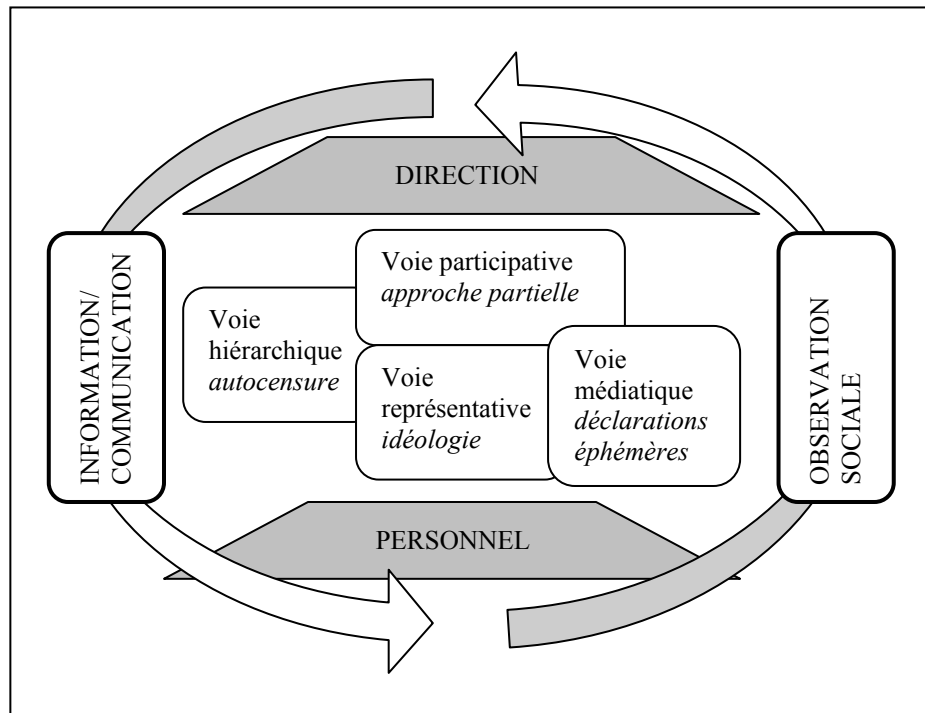 DIRECTION
INFORMATION/
COMMUNICATION
Voie participative
approche partielle
Voie
hiérarchique
autocensure
Voie
représentative
idéologie
Voie
médiatique
déclarations
éphémères
OBSERVATION
SOCIALE
PERSONNEL